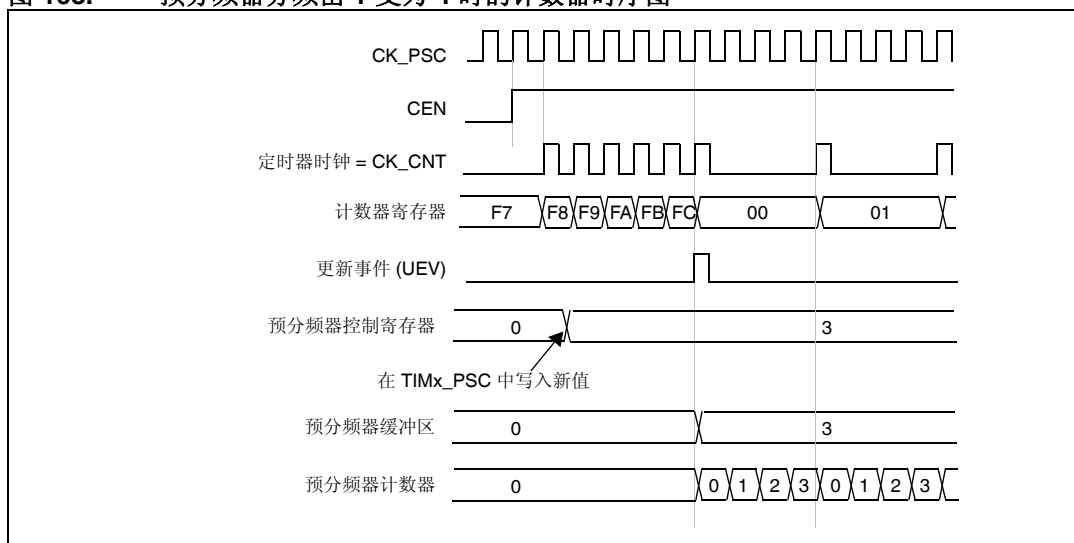 CK_PSC
CEN
定时器时钟 = CK_CNT
计数器寄存器 F7 F8 F9 FA FB FC 00 01
更新事件 (UEV)
预分频器控制寄存器 0 3
在 TIMx_PSC 中写入新值
预分频器缓冲区 0 3
预分频器计数器 0 0 1 2 3 0 1 2 3